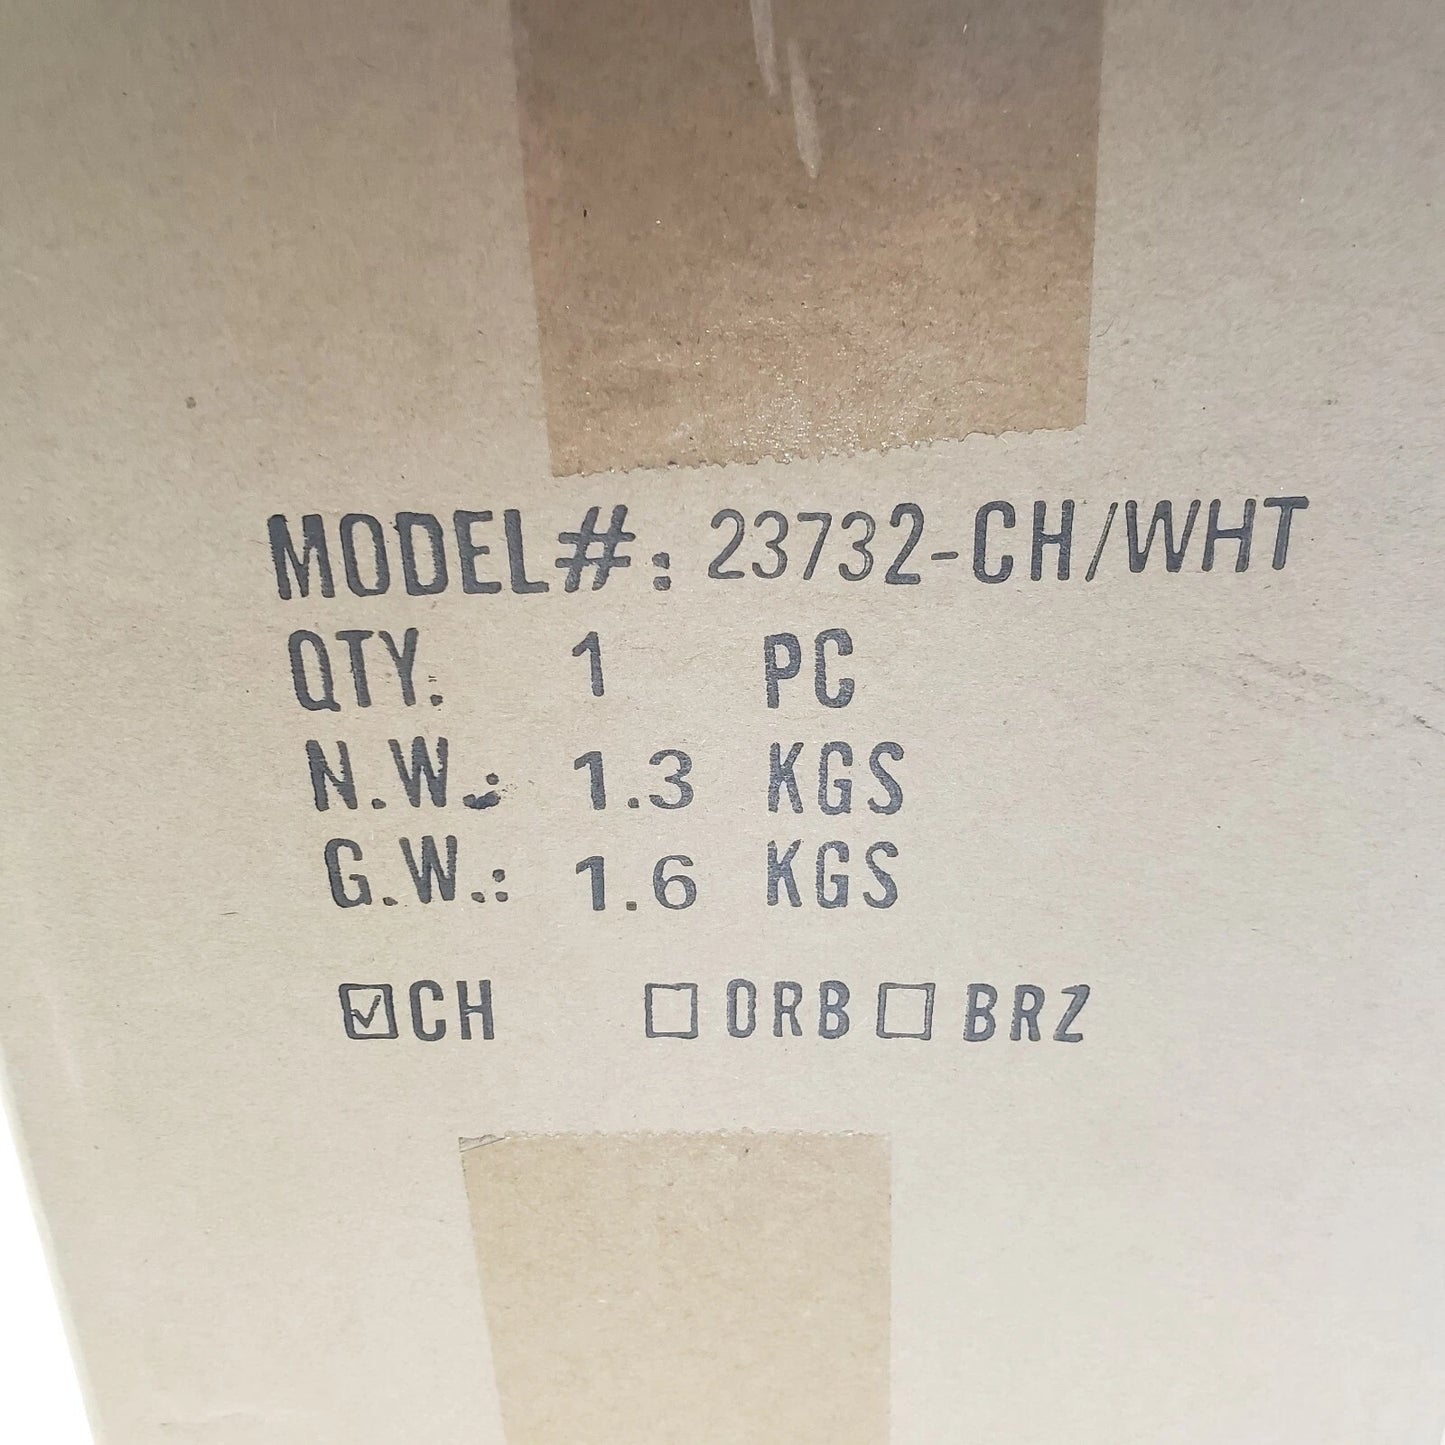 MODEL#: 23732-CH/WHT
QTY. 1 PC
N.W.: 1.3 KGS
G.W.: 1.6 KGS
☑CH ☐ORB ☐BRZ